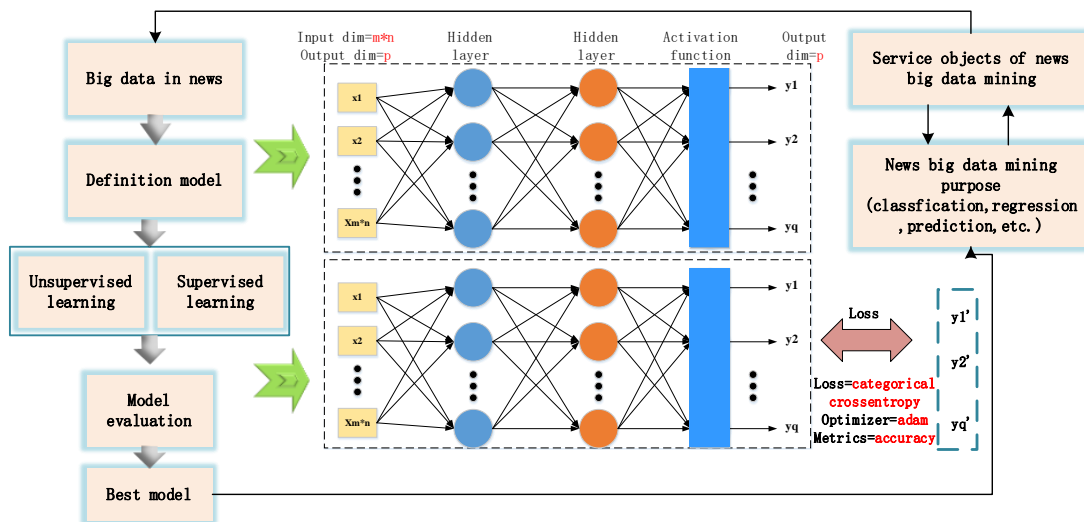 Big data in news
Definition model
Unsupervised
learning
Supervised
learning
Model
evaluation
Best model
Input dim=m*n
Output dim=p
Hidden
layer
Hidden
layer
Activation
function
Output
dim=p
x1
x2
Xm*n
y1
y2
yq
x1
x2
Xm*n
y1
y2
yq
Loss
Loss=categorical
crossentropy
Optimizer=adam
Metrics=accuracy
y1'
y2'
yq'
Service objects of news
big data mining
News big data mining
purpose
(classfication,regression
,prediction,etc.)